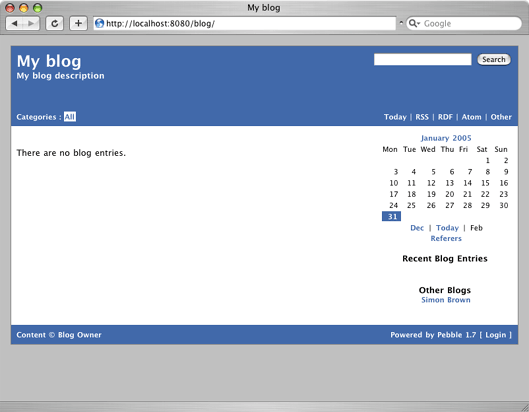 My blog
http://localhost:8080/blog/
Google
My blog
My blog description
Search
Categories : All
Today | RSS | RDF | Atom | Other
There are no blog entries.
January 2005
Mon Tue Wed Thu Fri Sat Sun
1 2
3 4 5 6 7 8 9
10 11 12 13 14 15 16
17 18 19 20 21 22 23
24 25 26 27 28 29 30
31
Dec | Today | Feb
Referers
Recent Blog Entries
Other Blogs
Simon Brown
Content © Blog Owner
Powered by Pebble 1.7 [ Login ]